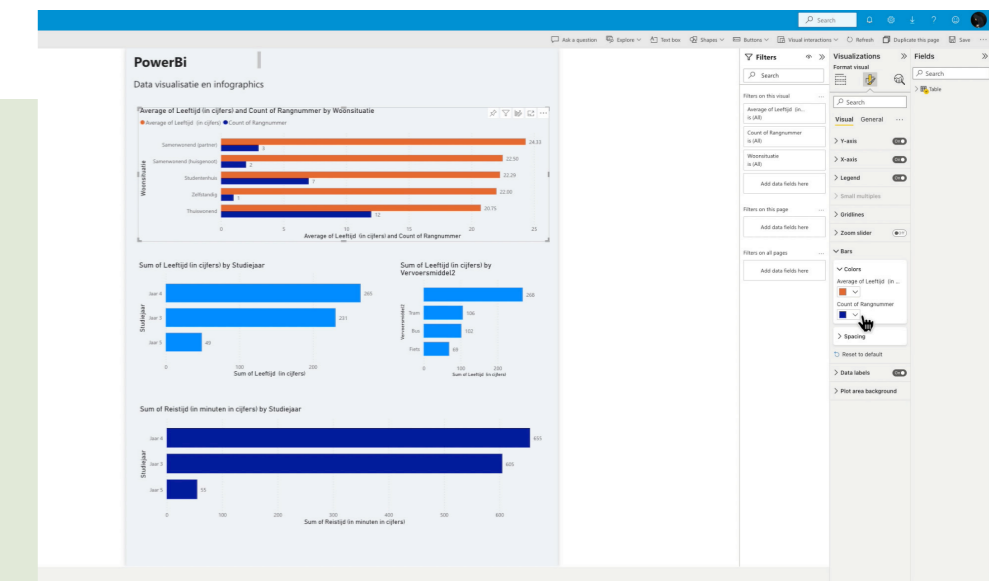 Search
Ask a question Explore Text box Shapes Buttons Visual interactions Refresh Duplicate this page Save ...
PowerBi
Data visualisatie en infographics
Average of Leeftijd (in cijfers) and Count of Rangnummer by Woonsituatie
Average of Leeftijd (in cijfers) Count of Rangnummer
Woonsituatie
Samenwonend (partner) 24.33
3
Samenwonend (huisgenoot) 22.50
2
Studentenhuis 22.29
7
Zelfstandig 22.00
1
Thuiswonend 20.75
12
0 5 10 15 20 25
Average of Leeftijd (in cijfers) and Count of Rangnummer
Sum of Leeftijd (in cijfers) by Studiejaar
Studiejaar
Jaar 4 265
Jaar 3 231
Jaar 5 45
0 100 200
Sum of Leeftijd (in cijfers)
Sum of Leeftijd (in cijfers) by
Vervoersmiddel2
Vervoersmiddel2
268
Tram 106
Bus 102
Fiets
0 100 200
Sum of Leeftijd (in cijfers)
Sum of Reistijd (in minuten in cijfers) by Studiejaar
Studiejaar
Jaar 4 655
Jaar 3 605
Jaar 5 55
0 100 200 300 400 500 600
Sum of Reistijd (in minuten in cijfers)
Filters
Search
Filters on this visual ...
Average of Leeftijd (in...
is (All)
Count of Rangnummer
is (All)
Woonsituatie
is (All)
Add data fields here
Filters on this page ...
Add data fields here
Filters on all pages ...
Add data fields here
Visualizations
Format visual
Search
Visual General ...
Y-axis On
X-axis On
Legend On
Small multiples
Gridlines
Zoom slider Off
Bars
Colors
Average of Leeftijd (in ...
Count of Rangnummer
Spacing
Reset to default
Data labels On
Plot area background
Fields
Search
Table